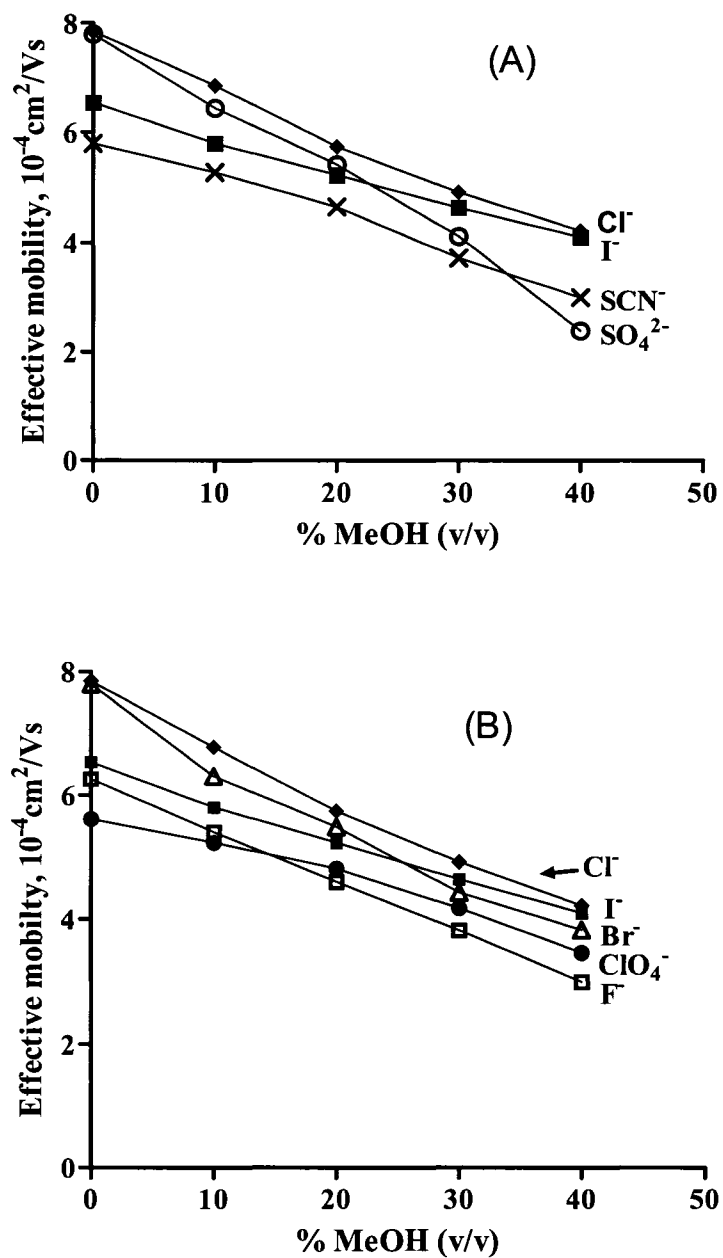 (A)
Effective mobility, 10⁻⁴cm²/Vs
8
6
4
2
0
Cl⁻
I⁻
SCN⁻
SO₄²⁻
0 10 20 30 40 50
% MeOH (v/v)
(B)
Effective mobilty, 10⁻⁴cm²/Vs
8
6
4
2
0
Cl⁻
I⁻
Br⁻
ClO₄⁻
F⁻
0 10 20 30 40 50
% MeOH (v/v)